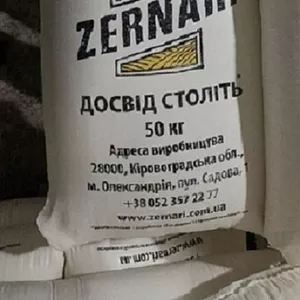 ZERNARI
ДОСВІД СТОЛІТЬ
50 КГ
Адреса виробництва
28000, Кіровоградська обл.,
м. Олександрія, вул. Садова,
+38 052 357 22 77
www.zernari.com.ua